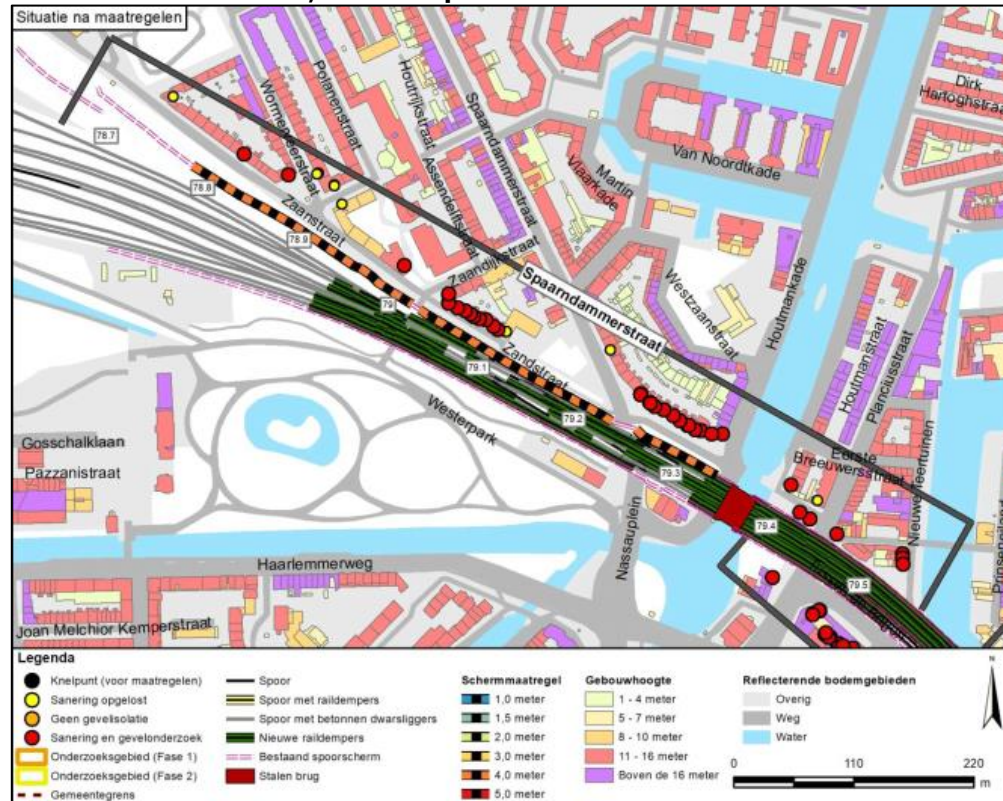 Situatie na maatregelen
Polanenstraat
Houtrijkstraat
Wormerveerstraat
Assendelftstraat
Spaarndammerstraat
Dirk
Hartoghstraat
Van Noordtkade
Martin
Vlaarkade
78.7
78.8
78.9
Zaanstraat
Zaandijkstraat
Spaarndammerstraat
Westzaanstraat
Houtmankade
79
79.1
Zandstraat
Westerpark
79.2
79.3
79.4
79.5
Houtmanstraat
Planciusstraat
Eerste
Breeuwersstraat
Nieuwe Teertuinen
Gosschalklaan
Pazzanistraat
Nassauplein
Haarlemmerweg
Joan Melchior Kemperstraat
Legenda
Knelpunt (voor maatregelen)
Sanering opgelost
Geen gevelisolatie
Sanering en gevelonderzoek
Onderzoeksgebied (Fase 1)
Onderzoeksgebied (Fase 2)
Gemeentegrens
Spoor
Spoor met raildempers
Spoor met betonnen dwarsliggers
Nieuwe raildempers
Bestaand spoorscherm
Stalen brug
Schermmaatregel
1,0 meter
1,5 meter
2,0 meter
3,0 meter
4,0 meter
5,0 meter
Gebouwhoogte
1 - 4 meter
5 - 7 meter
8 - 10 meter
11 - 16 meter
Boven de 16 meter
Reflecterende bodemgebieden
Overig
Weg
Water
N
0 110 220
m